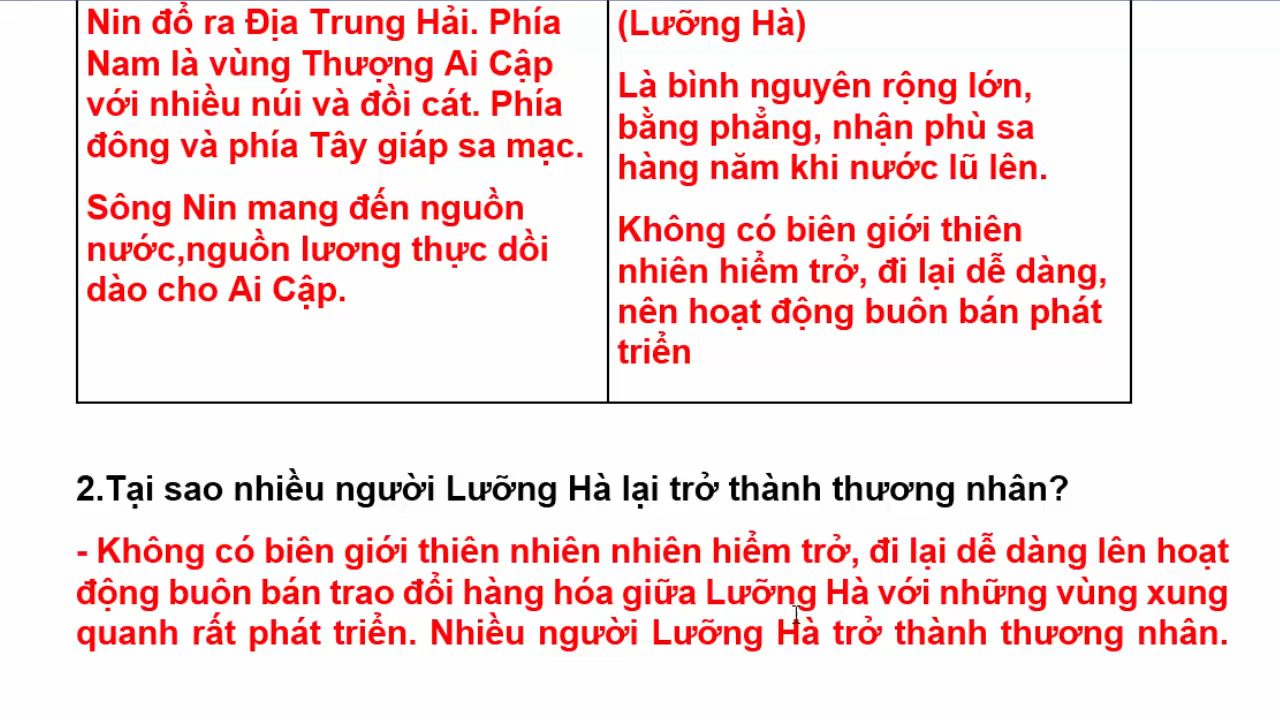 Nin đổ ra Địa Trung Hải. Phía
Nam là vùng Thượng Ai Cập
với nhiều núi và đồi cát. Phía
đông và phía Tây giáp sa mạc.
Sông Nin mang đến nguồn
nước,nguồn lương thực dồi
dào cho Ai Cập.
(Lưỡng Hà)
Là bình nguyên rộng lớn,
bằng phẳng, nhận phù sa
hàng năm khi nước lũ lên.
Không có biên giới thiên
nhiên hiểm trở, đi lại dễ dàng,
nên hoạt động buôn bán phát
triển
2.Tại sao nhiều người Lưỡng Hà lại trở thành thương nhân?
- Không có biên giới thiên nhiên nhiên hiểm trở, đi lại dễ dàng lên hoạt
động buôn bán trao đổi hàng hóa giữa Lưỡng Hà với những vùng xung
quanh rất phát triển. Nhiều người Lưỡng Hà trở thành thương nhân.